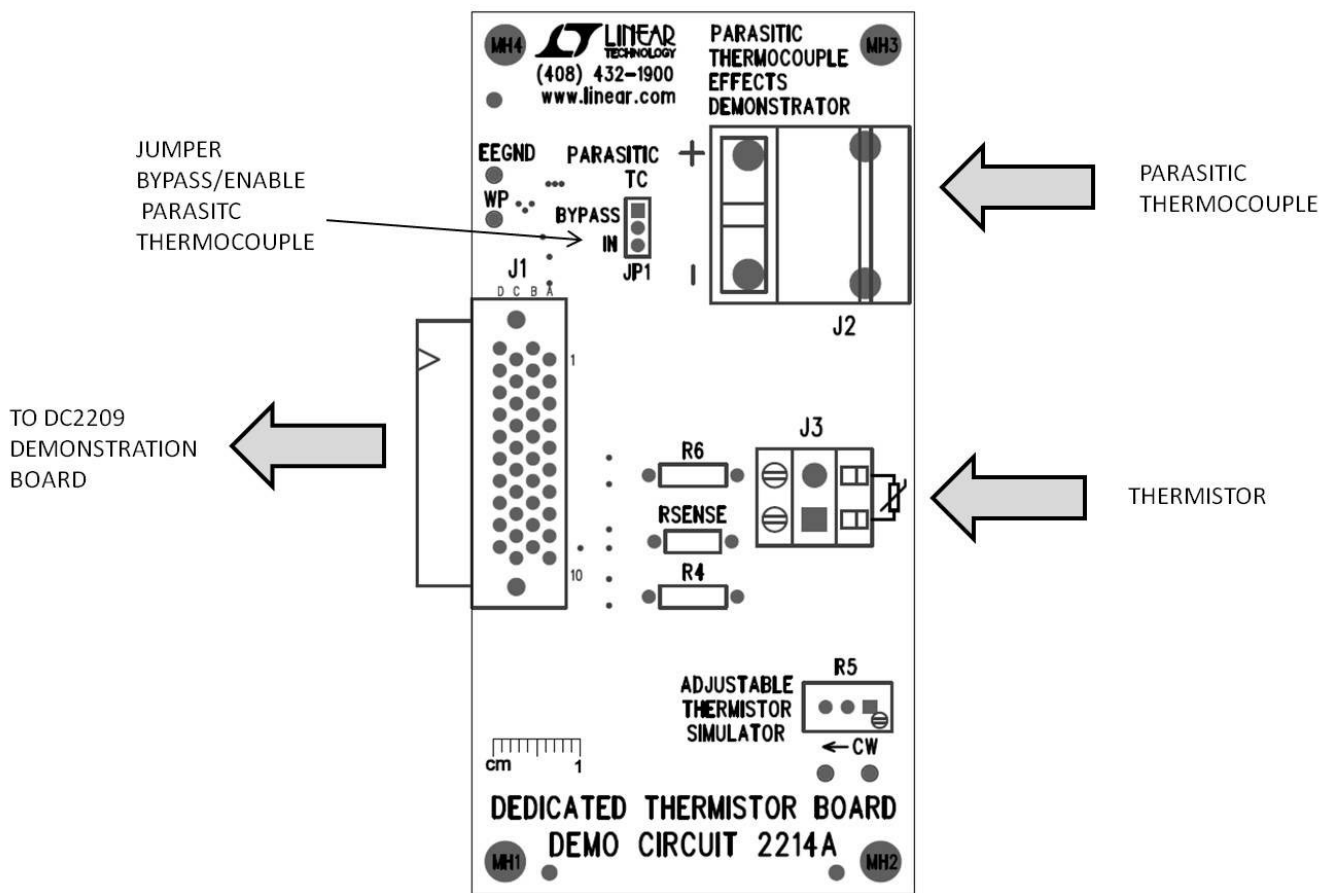 MH4
LINEAR
TECHNOLOGY
(408) 432-1900
www.linear.com
PARASITIC
THERMOCOUPLE
EFFECTS
DEMONSTRATOR
MH3
JUMPER
BYPASS/ENABLE
PARASITC
THERMOCOUPLE
EEGND
WP
PARASITIC
TC
BYPASS
IN
JP1
+
-
J2
PARASITIC
THERMOCOUPLE
J1
D C B A
1
10
TO DC2209
DEMONSTRATION
BOARD
R6
RSENSE
R4
J3
THERMISTOR
R5
ADJUSTABLE
THERMISTOR
SIMULATOR
←CW
cm 1
DEDICATED THERMISTOR BOARD
DEMO CIRCUIT 2214A
MH1
MH2